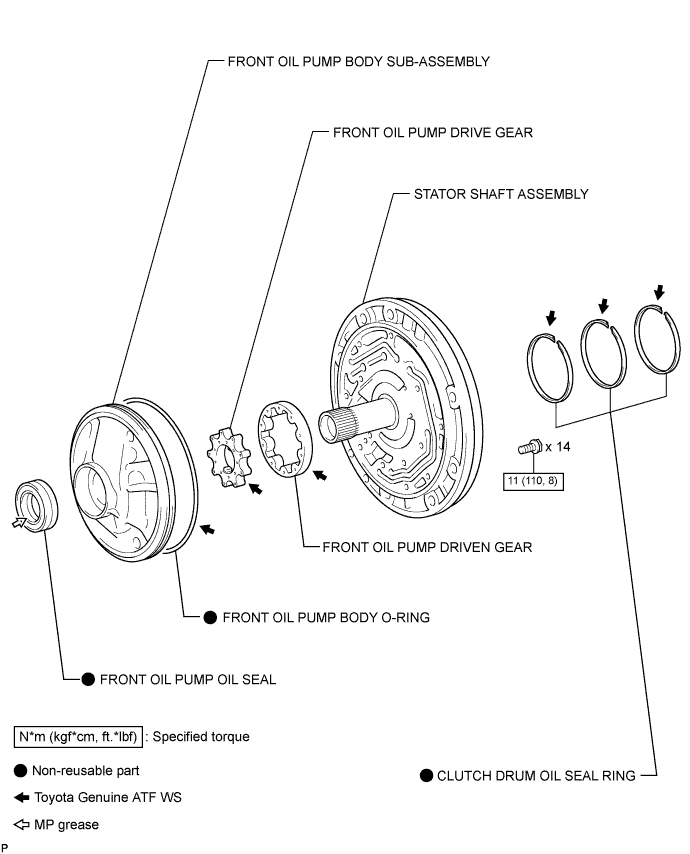 FRONT OIL PUMP BODY SUB-ASSEMBLY
FRONT OIL PUMP DRIVE GEAR
STATOR SHAFT ASSEMBLY
x 14
11 (110, 8)
FRONT OIL PUMP DRIVEN GEAR
FRONT OIL PUMP BODY O-RING
FRONT OIL PUMP OIL SEAL
N*m (kgf*cm, ft.*lbf) : Specified torque
Non-reusable part
CLUTCH DRUM OIL SEAL RING
Toyota Genuine ATF WS
MP grease
P